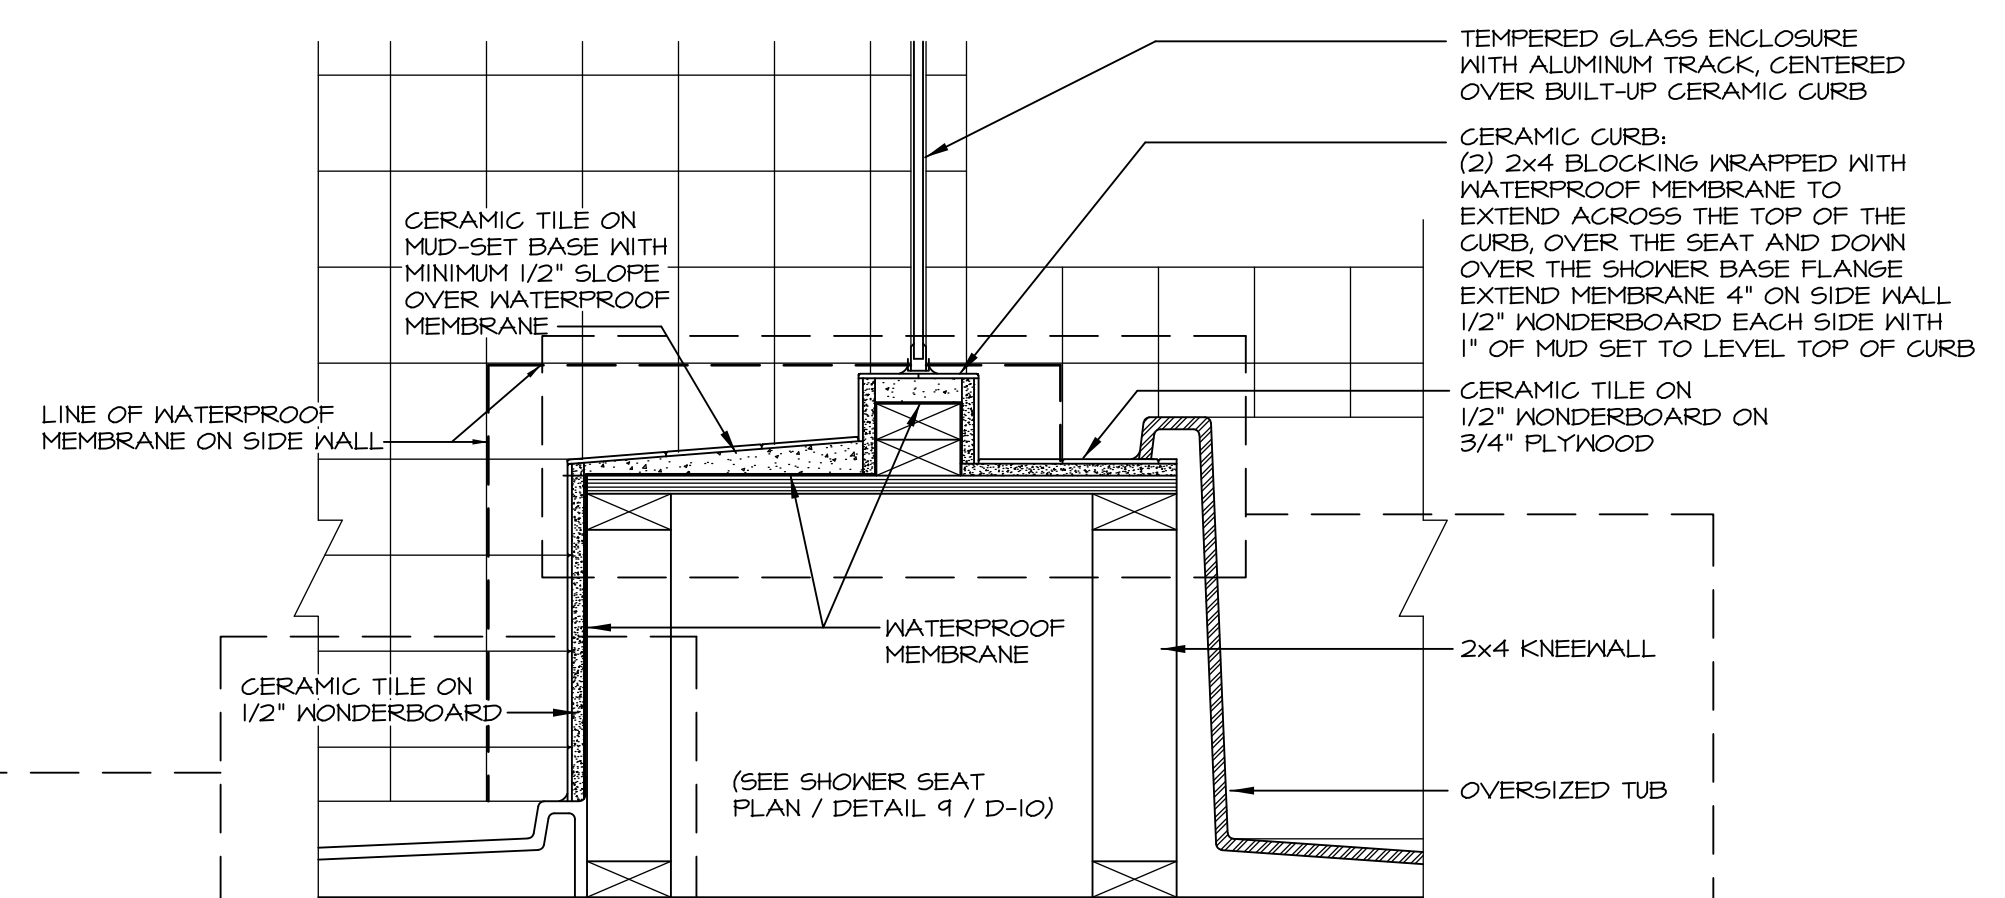 TEMPERED GLASS ENCLOSURE
WITH ALUMINUM TRACK, CENTERED
OVER BUILT-UP CERAMIC CURB
CERAMIC CURB:
(2) 2x4 BLOCKING WRAPPED WITH
WATERPROOF MEMBRANE TO
EXTEND ACROSS THE TOP OF THE
CURB, OVER THE SEAT AND DOWN
OVER THE SHOWER BASE FLANGE
EXTEND MEMBRANE 4" ON SIDE WALL
1/2" WONDERBOARD EACH SIDE WITH
1" OF MUD SET TO LEVEL TOP OF CURB
CERAMIC TILE ON
MUD-SET BASE WITH
MINIMUM 1/2" SLOPE
OVER WATERPROOF
MEMBRANE
CERAMIC TILE ON
1/2" WONDERBOARD ON
3/4" PLYWOOD
LINE OF WATERPROOF
MEMBRANE ON SIDE WALL
WATERPROOF
MEMBRANE
2x4 KNEEWALL
CERAMIC TILE ON
1/2" WONDERBOARD
(SEE SHOWER SEAT
PLAN / DETAIL 9 / D-10)
OVERSIZED TUB